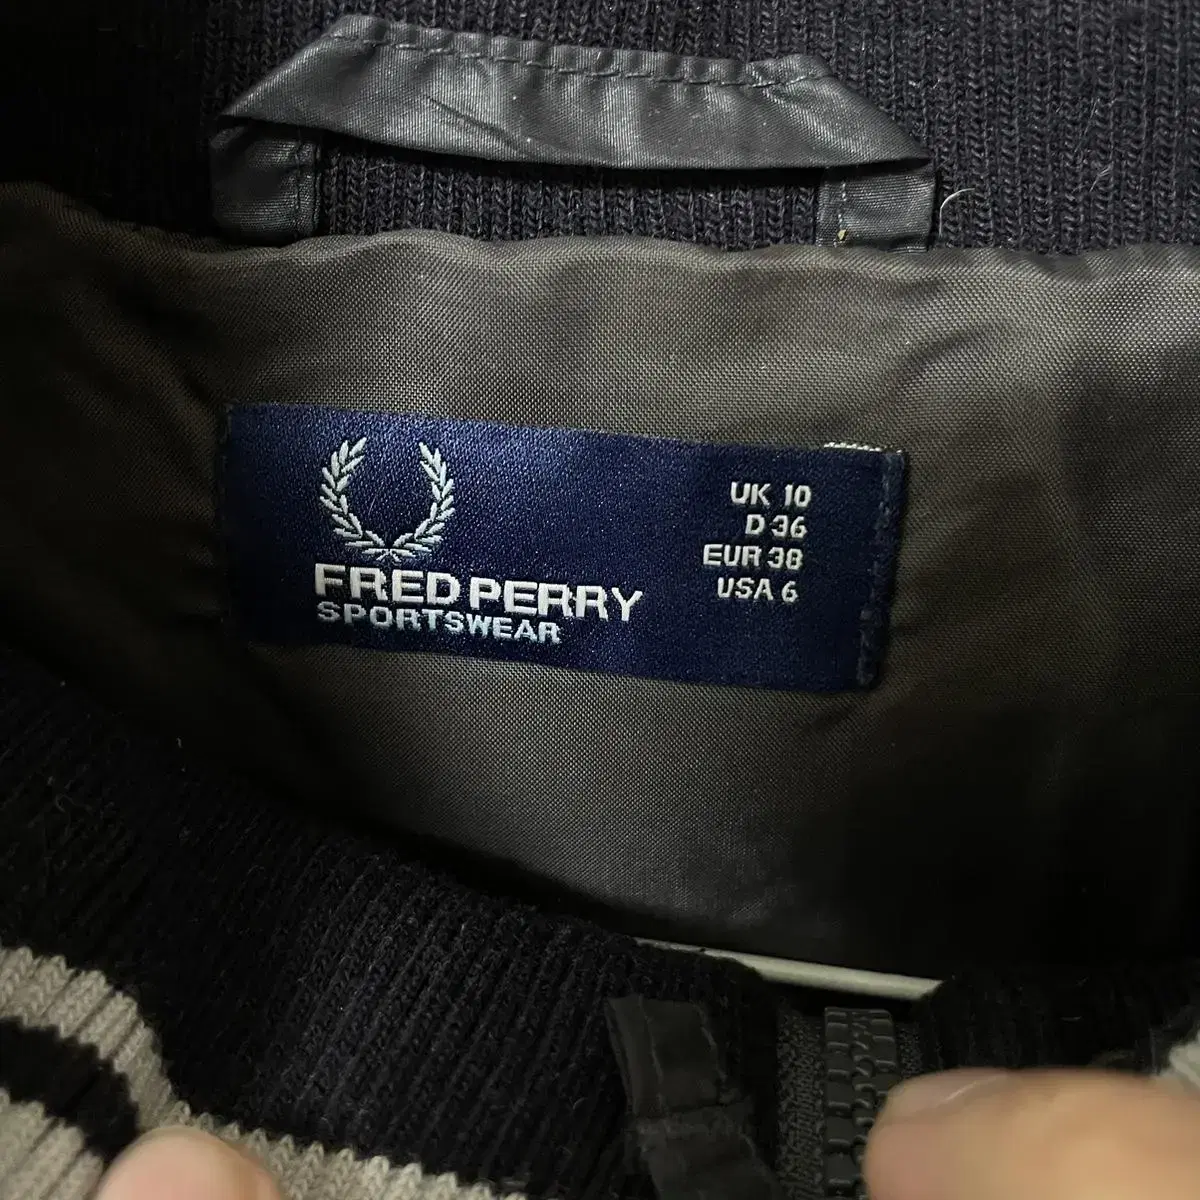 FRED PERRY
SPORTSWEAR
UK 10
D 36
EUR 38
USA 6